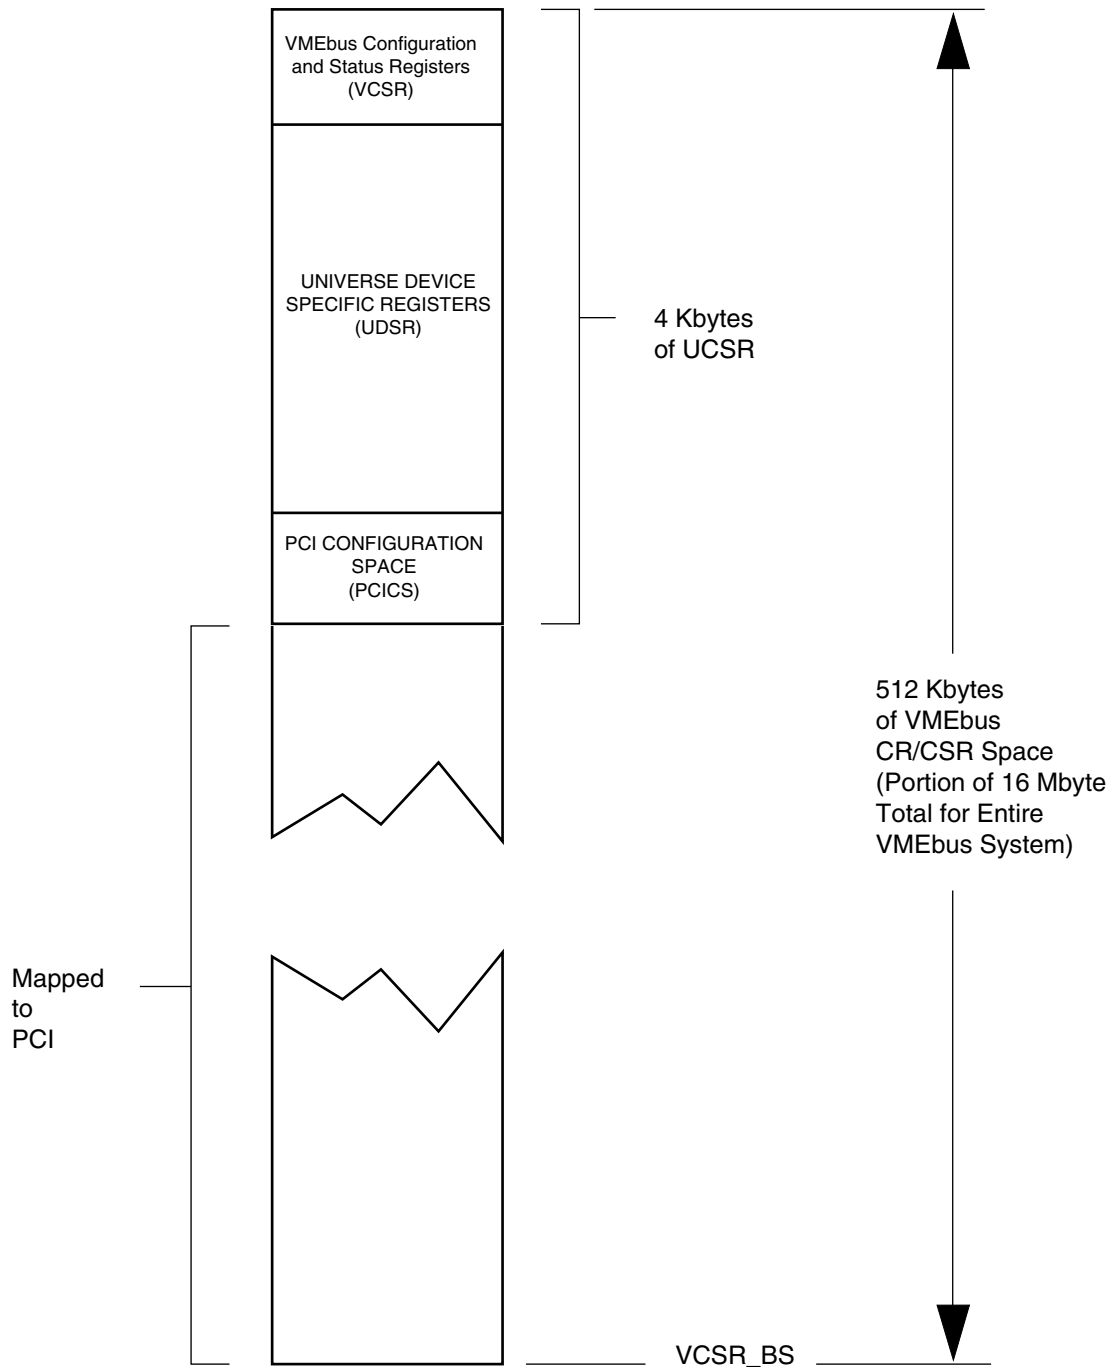 VMEbus Configuration
and Status Registers
(VCSR)
UNIVERSE DEVICE
SPECIFIC REGISTERS
(UDSR)
4 Kbytes
of UCSR
PCI CONFIGURATION
SPACE
(PCICS)
512 Kbytes
of VMEbus
CR/CSR Space
(Portion of 16 Mbyte
Total for Entire
VMEbus System)
Mapped
to
PCI
VCSR_BS